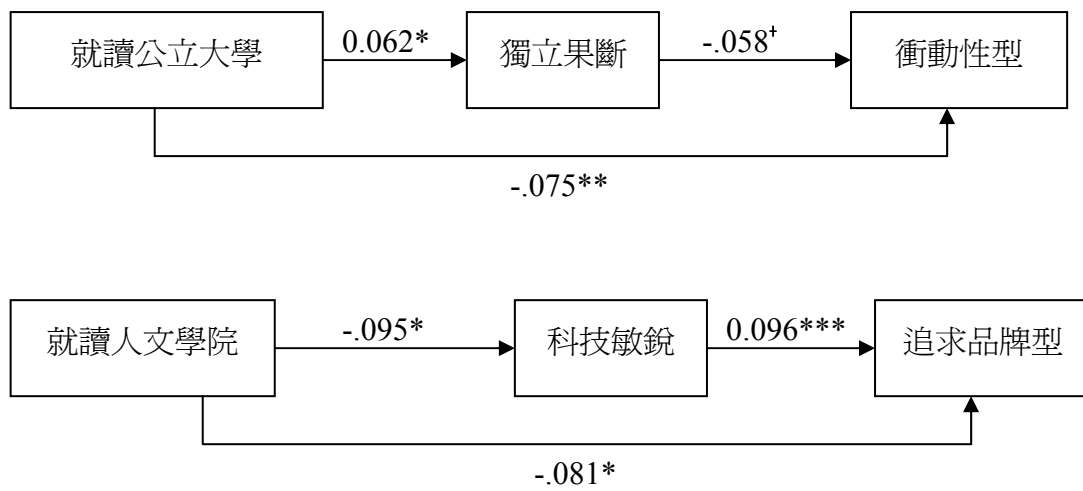 就讀公立大學 0.062* 獨立果斷 -.058† 衝動性型
-.075**
就讀人文學院 -.095* 科技敏銳 0.096*** 追求品牌型
-.081*